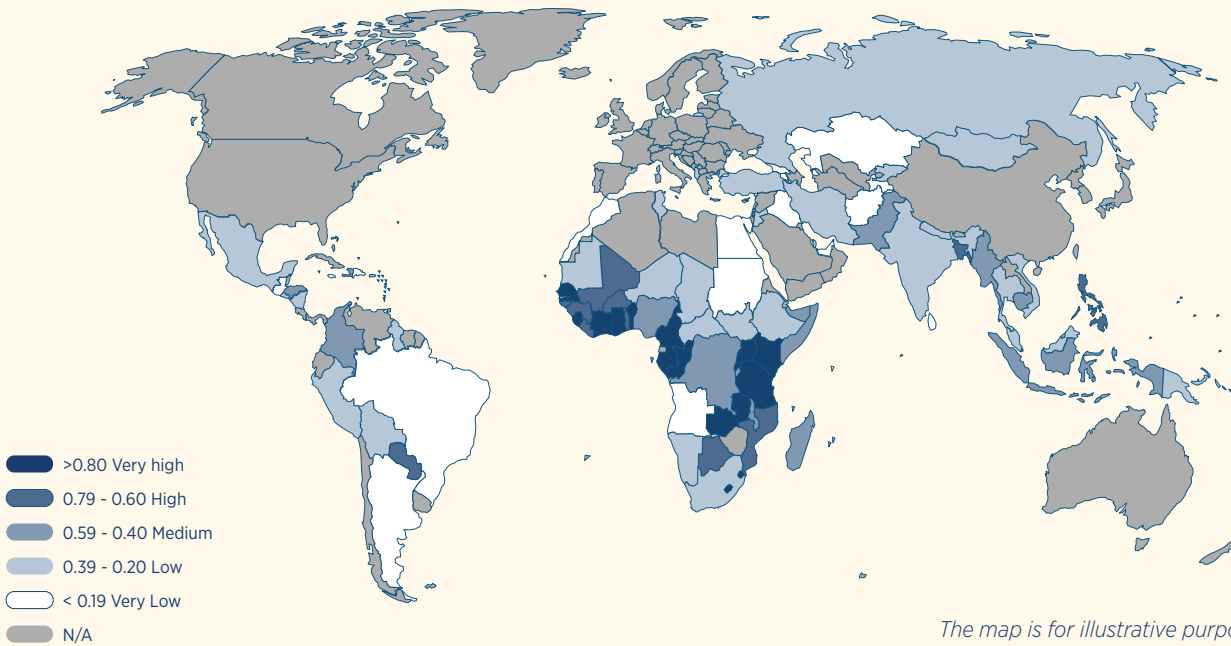 >0.80 Very high
0.79 - 0.60 High
0.59 - 0.40 Medium
0.39 - 0.20 Low
< 0.19 Very Low
N/A
The map is for illustrative purpo